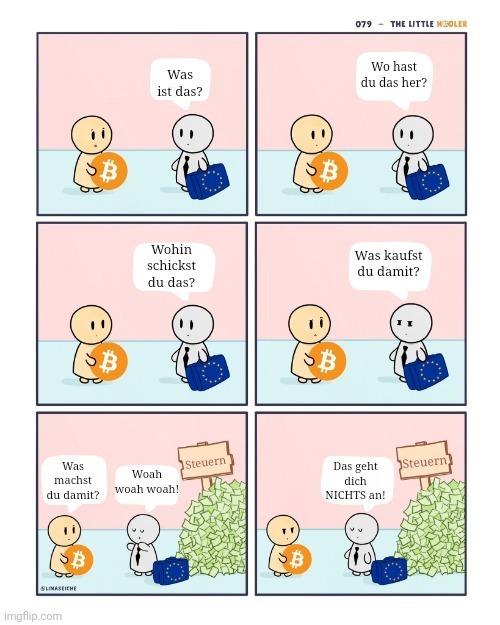 079 - THE LITTLE HODLER
Was
ist das?
Wo hast
du das her?
Wohin
schickst
du das?
Was kaufst
du damit?
Was
machst
du damit?
Woah
woah woah!
Steuern
Das geht
dich
NICHTS an!
Steuern
@LINASEICHE
imgflip.com